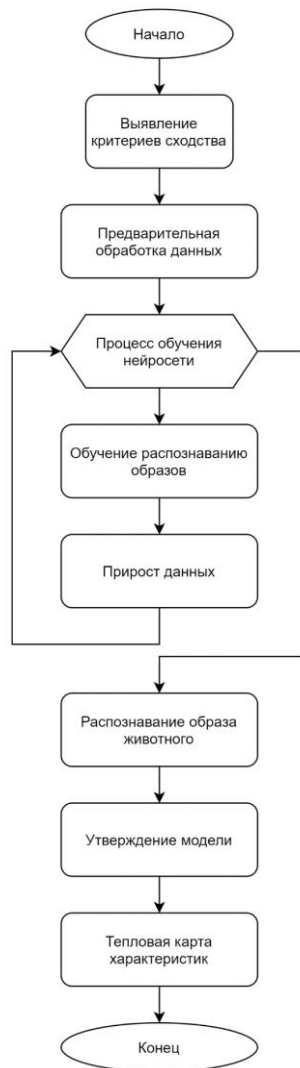 Начало
Выявление
критериев сходства
Предварительная
обработка данных
Процесс обучения
нейросети
Обучение распознаванию
образов
Прирост данных
Распознавание образа
животного
Утверждение модели
Тепловая карта
характеристик
Конец